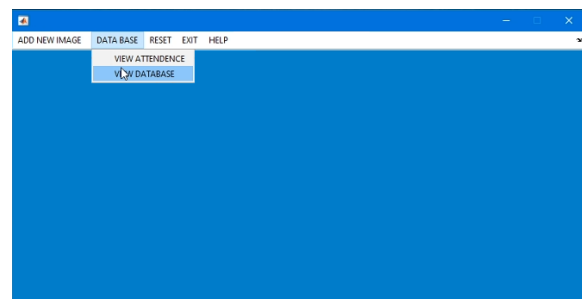 ADD NEW IMAGE DATA BASE RESET EXIT HELP
VIEW ATTENDENCE
VIEW DATABASE